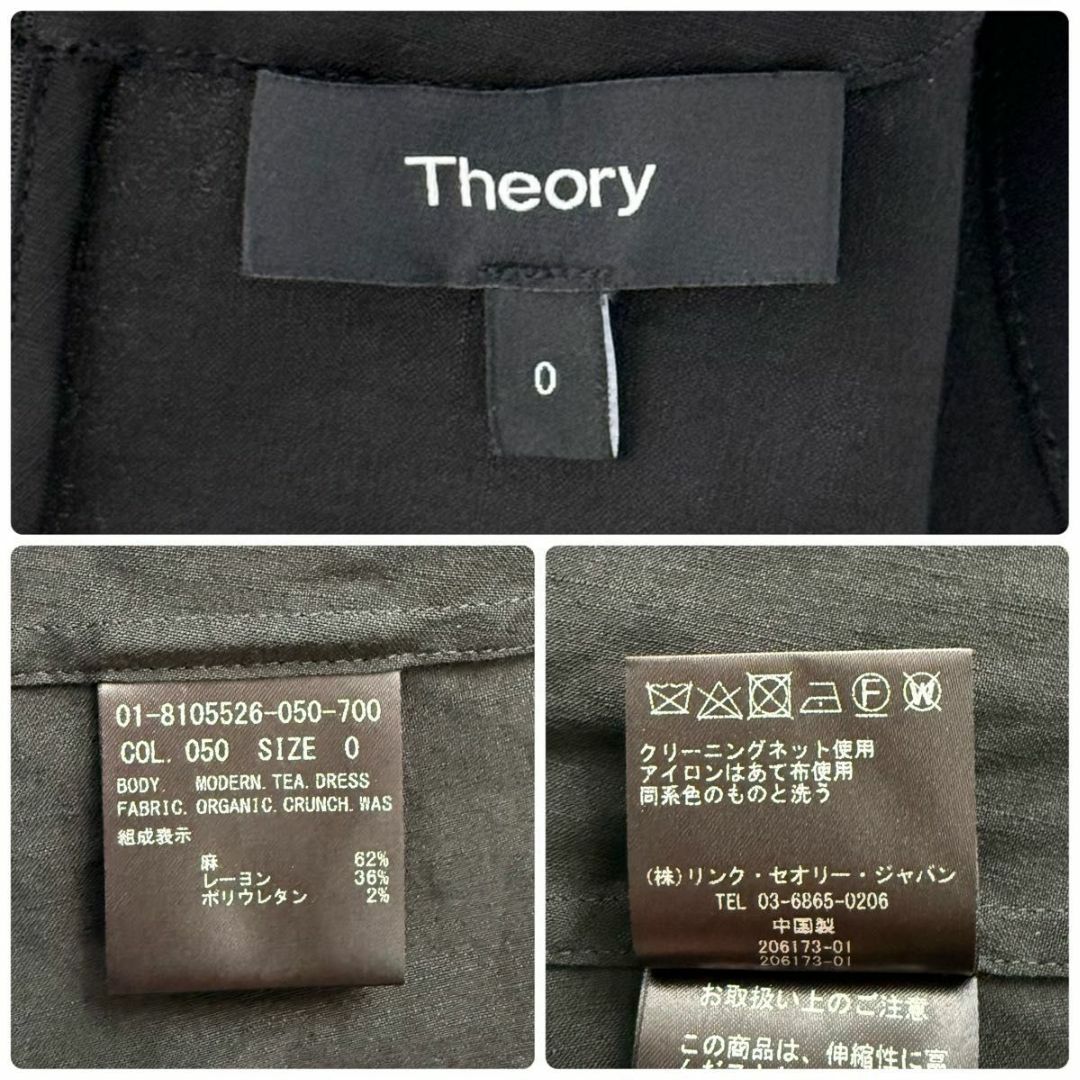 Theory
0
01-8105526-050-700
COL. 050 SIZE 0
BODY. MODERN. TEA. DRESS
FABRIC. ORGANIC. CRUNCH. WAS
組成表示
麻 62%
レーヨン 36%
ポリウレタン 2%
F W
クリーニングネット使用
アイロンはあて布使用
同系色のものと洗う
(株)リンク・セオリー・ジャパン
TEL 03-6865-0206
中国製
206173-01
206173-01
お取扱い上のご注意
この商品は、伸縮性に富